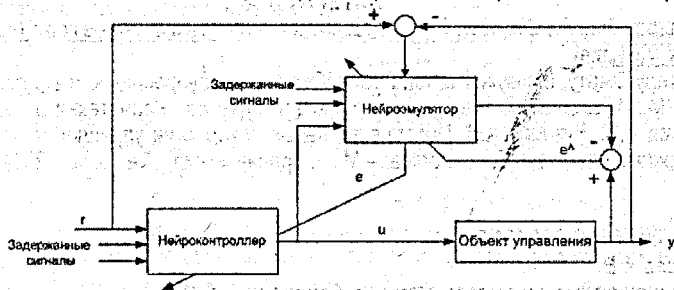 +
-
Задержанные
сигналы
Нейроэмулятор
-
e^
+
e
r
Нейроконтроллер
u
Объект управления
y
Задержанные
сигналы